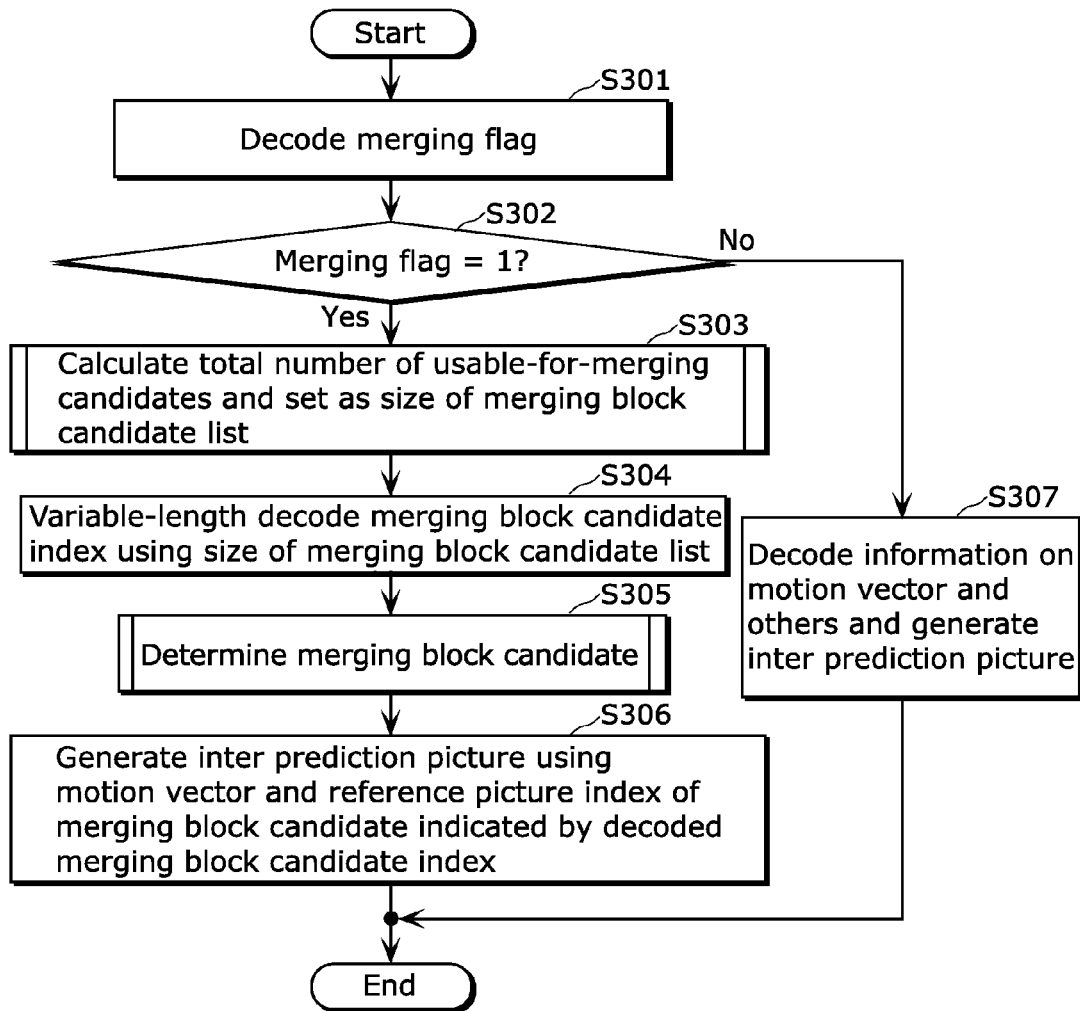 Start
S301
Decode merging flag
S302
Merging flag = 1?
No
Yes
S303
Calculate total number of usable-for-merging
candidates and set as size of merging block
candidate list
S304
Variable-length decode merging block candidate
index using size of merging block candidate list
S305
Determine merging block candidate
S306
Generate inter prediction picture using
motion vector and reference picture index of
merging block candidate indicated by decoded
merging block candidate index
S307
Decode information on
motion vector and
others and generate
inter prediction picture
End